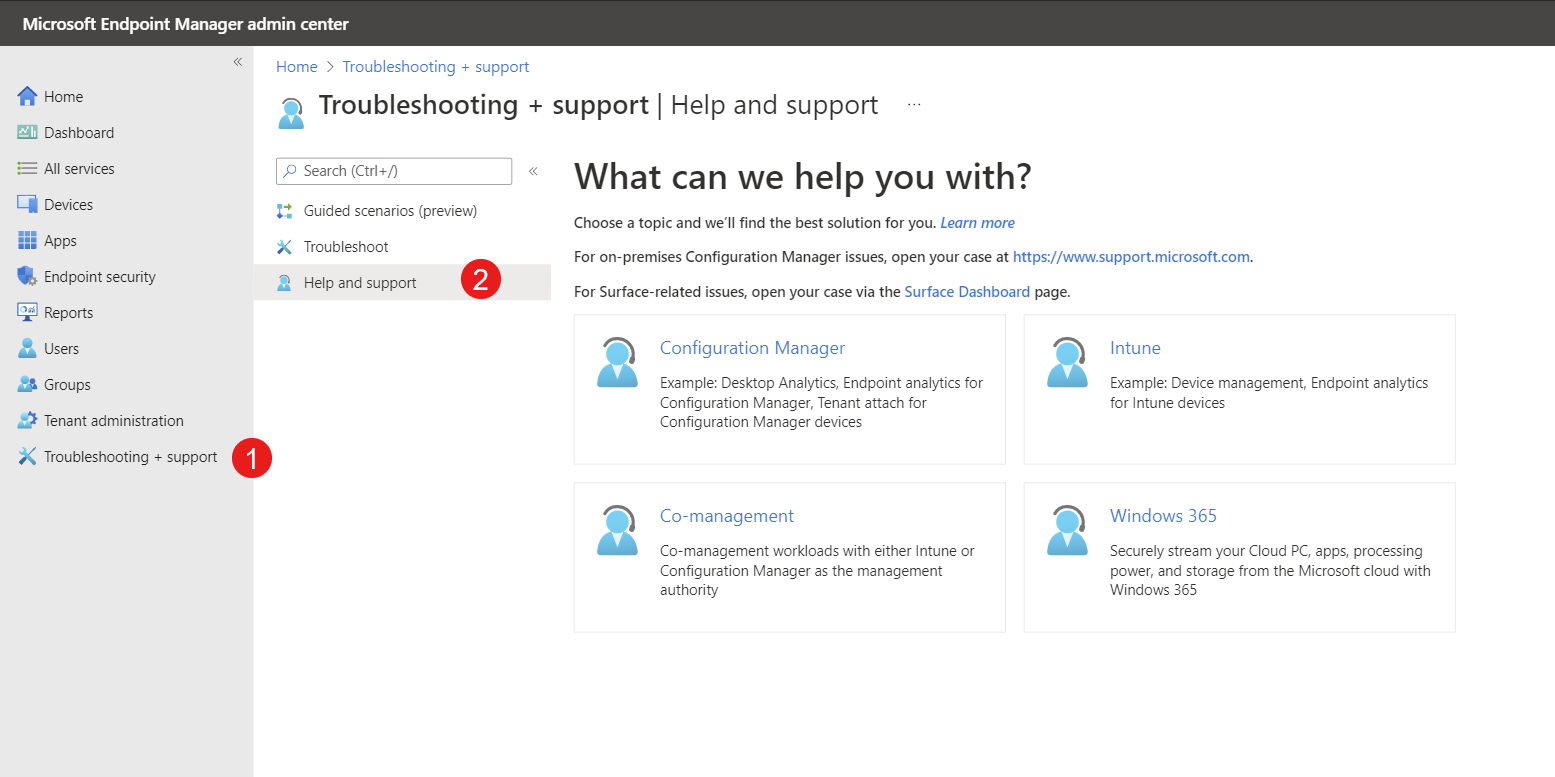 Microsoft Endpoint Manager admin center
«
Home
Dashboard
All services
Devices
Apps
Endpoint security
Reports
Users
Groups
Tenant administration
Troubleshooting + support
1
Home > Troubleshooting + support
Troubleshooting + support | Help and support ...
Search (Ctrl+/) «
Guided scenarios (preview)
Troubleshoot
Help and support
2
What can we help you with?
Choose a topic and we’ll find the best solution for you. Learn more
For on-premises Configuration Manager issues, open your case at https://www.support.microsoft.com.
For Surface-related issues, open your case via the Surface Dashboard page.
Configuration Manager
Example: Desktop Analytics, Endpoint analytics for
Configuration Manager, Tenant attach for
Configuration Manager devices
Intune
Example: Device management, Endpoint analytics
for Intune devices
Co-management
Co-management workloads with either Intune or
Configuration Manager as the management
authority
Windows 365
Securely stream your Cloud PC, apps, processing
power, and storage from the Microsoft cloud with
Windows 365